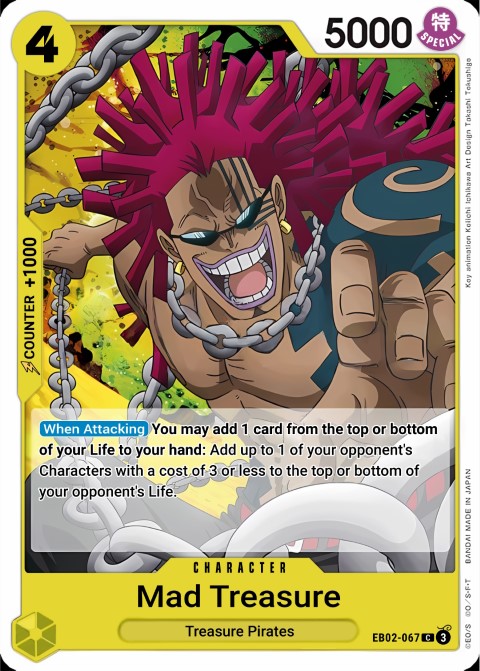 4
5000
特
SPECIAL
COUNTER +1000
Key animation Keiichi Ichikawa Art Design Takashi Tokushige
When Attacking You may add 1 card from the top or bottom
of your Life to your hand: Add up to 1 of your opponent's
Characters with a cost of 3 or less to the top or bottom of
your opponent's Life.
CHARACTER
Mad Treasure
Treasure Pirates
EB02-067 C 3
©E.O/S ©O/S・F・T BANDAI MADE IN JAPAN